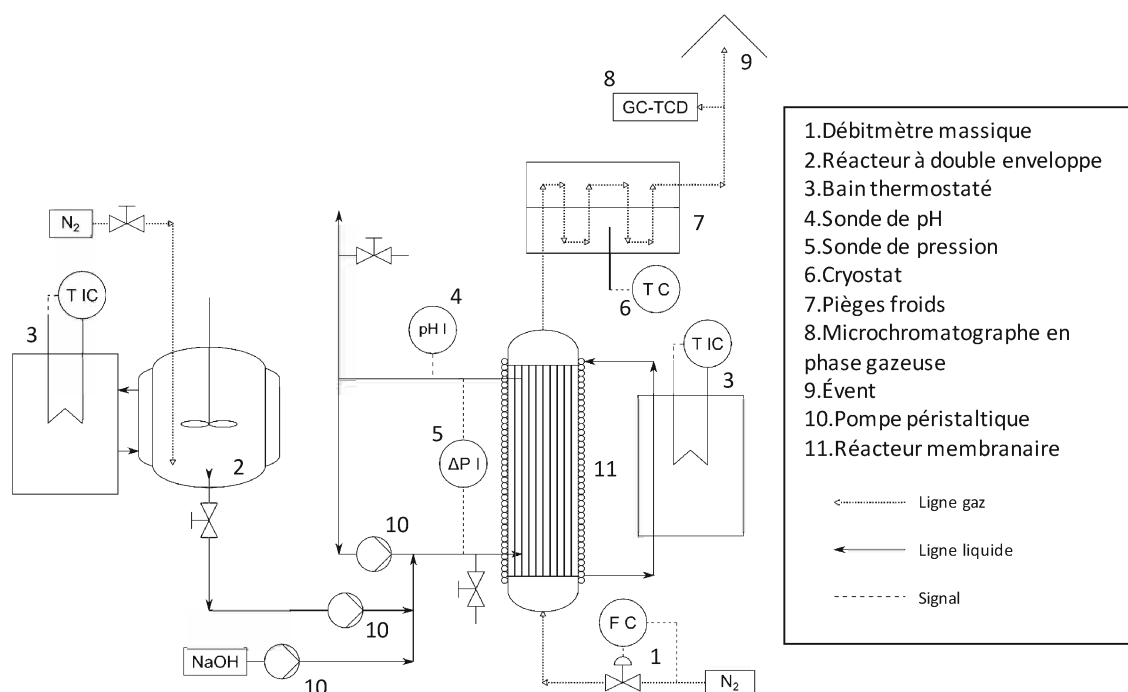 9
8
GC-TCD
7
N₂
T IC
3
4
pH I
T C
6
T IC
3
5
ΔP I
2
11
10
10
NaOH
10
F C
1
N₂
1.Débitmètre massique
2.Réacteur à double enveloppe
3.Bain thermostaté
4.Sonde de pH
5.Sonde de pression
6.Cryostat
7.Pièges froids
8.Microchromatographe en
phase gazeuse
9.Évent
10.Pompe péristaltique
11.Réacteur membranaire
Ligne gaz
Ligne liquide
Signal